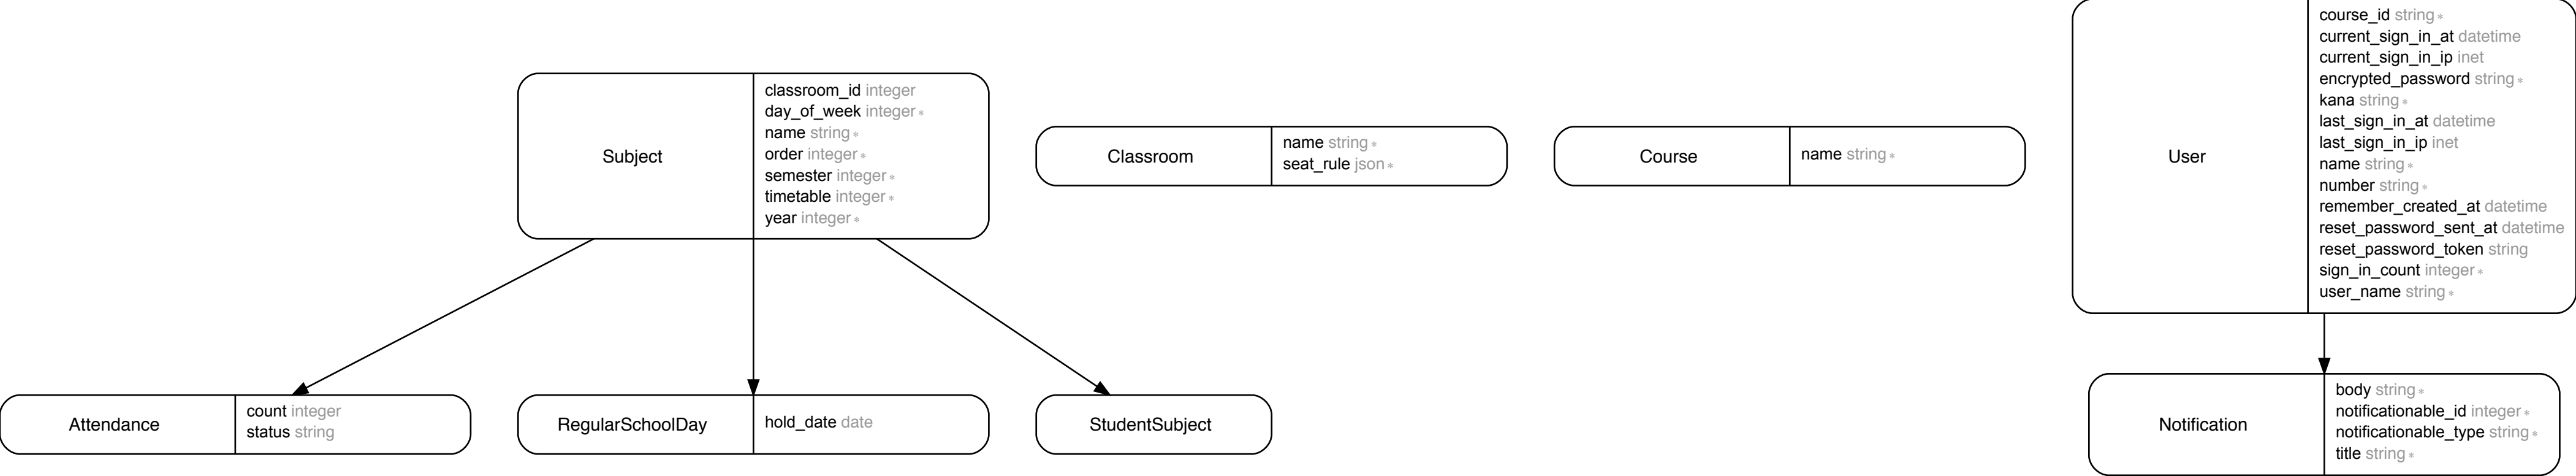 Subject
classroom_id integer
day_of_week integer*
name string*
order integer*
semester integer*
timetable integer*
year integer*
Classroom
name string*
seat_rule json*
Course
name string*
User
course_id string*
current_sign_in_at datetime
current_sign_in_ip inet
encrypted_password string*
kana string*
last_sign_in_at datetime
last_sign_in_ip inet
name string*
number string*
remember_created_at datetime
reset_password_sent_at datetime
reset_password_token string
sign_in_count integer*
user_name string*
Attendance
count integer
status string
RegularSchoolDay
hold_date date
StudentSubject
Notification
body string*
notificationable_id integer*
notificationable_type string*
title string*